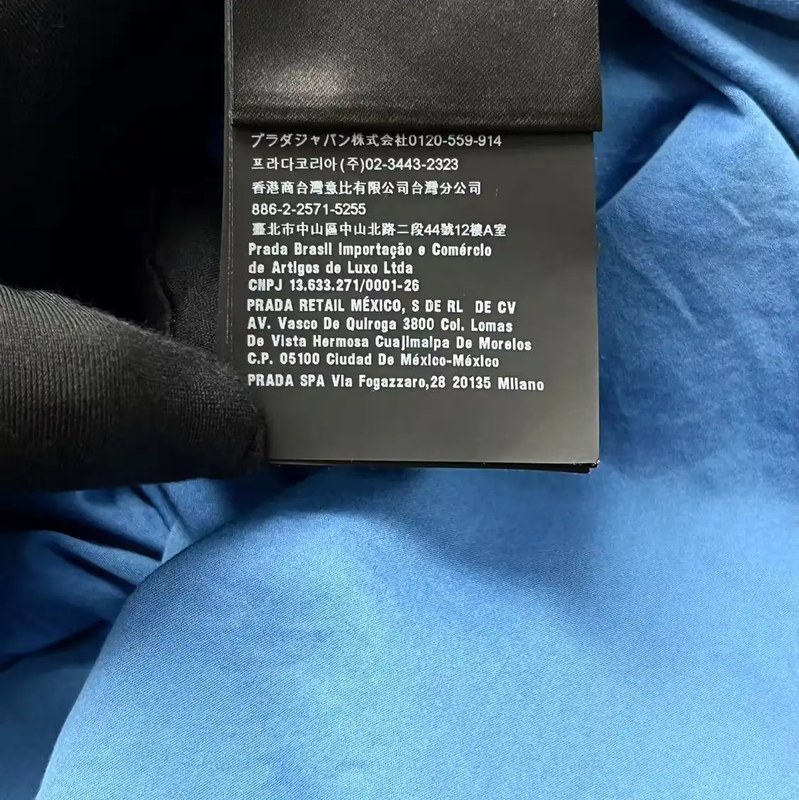 プラダジャパン株式会社0120-559-914
프라다코리아(주)02-3443-2323
香港商台灣意比有限公司台灣分公司
886-2-2571-5255
臺北市中山區中山北路二段44號12樓A室
Prada Brasil Importação e Comércio
de Artigos de Luxo Ltda
CNPJ 13.633.271/0001-26
PRADA RETAIL MÉXICO, S DE RL DE CV
AV. Vasco De Quiroga 3800 Col. Lomas
De Vista Hermosa Cuajimalpa De Morelos
C.P. 05100 Ciudad De México-México
PRADA SPA Via Fogazzaro,28 20135 Milano